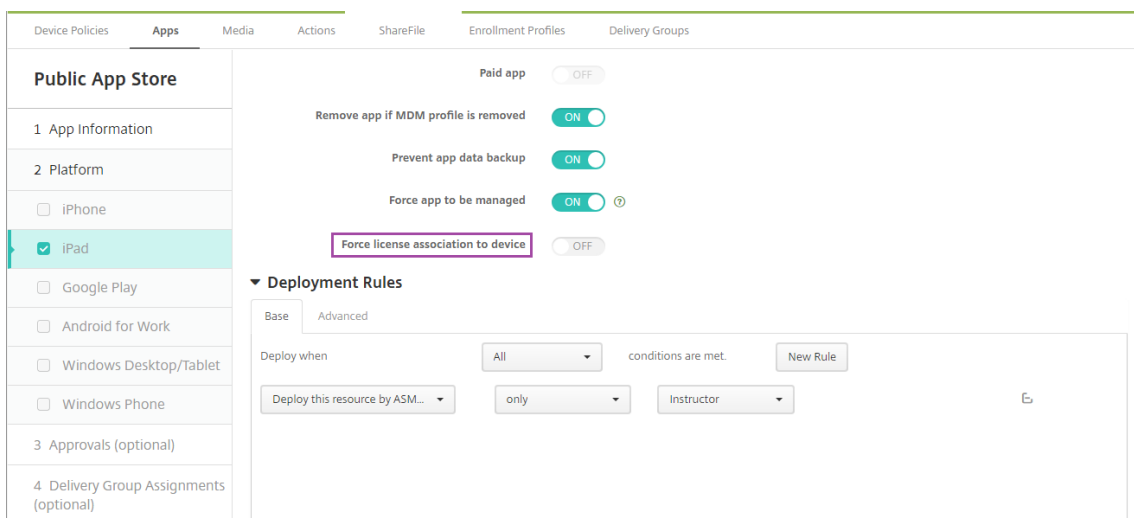 Device Policies Apps Media Actions ShareFile Enrollment Profiles Delivery Groups
Public App Store
1 App Information
2 Platform
iPhone
iPad
Google Play
Android for Work
Windows Desktop/Tablet
Windows Phone
3 Approvals (optional)
4 Delivery Group Assignments
(optional)
Paid app OFF
Remove app if MDM profile is removed ON
Prevent app data backup ON
Force app to be managed ON ?
Force license association to device OFF
Deployment Rules
Base Advanced
Deploy when All conditions are met. New Rule
Deploy this resource by ASM... only Instructor